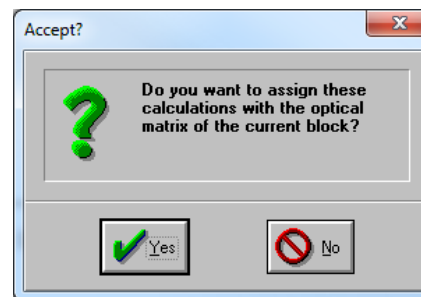 Accept?
Do you want to assign these
calculations with the optical
matrix of the current block?
Yes
No